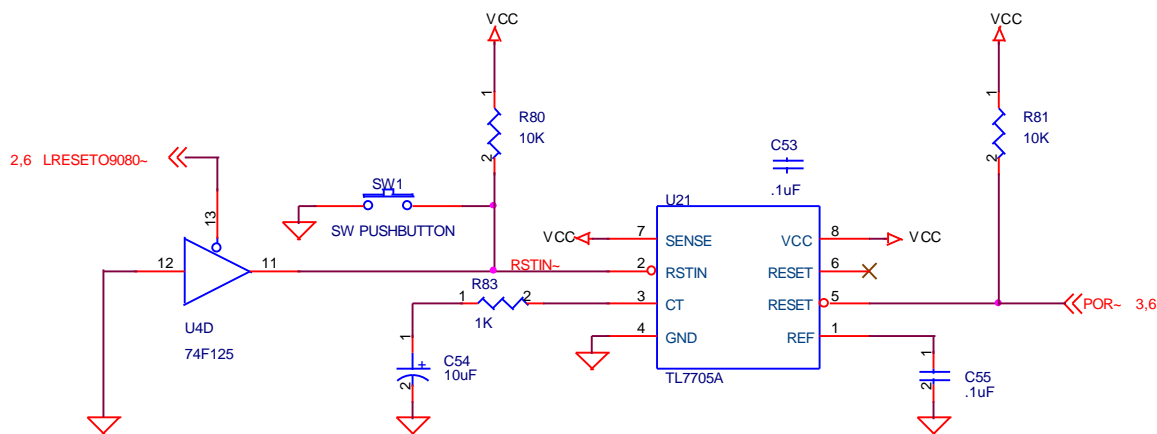 VCC
VCC
1
R80
10K
2
1
R81
10K
2
C53
.1uF
2,6 LRESETO9080~
13
SW1
SW PUSHBUTTON
U21
12
11
U4D
74F125
RSTIN~
VCC
7
SENSE
VCC
8
VCC
2
RSTIN
RESET
6
3
CT
RESET
5
POR~ 3,6
4
GND
REF
1
TL7705A
R83
1
2
1K
1
C54
10uF
2
1
C55
.1uF
2